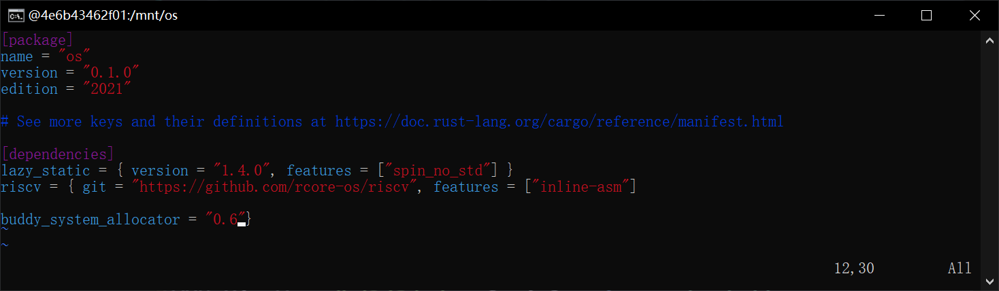 @4e6b43462f01:/mnt/os
[package]
name = "os"
version = "0.1.0"
edition = "2021"
# See more keys and their definitions at https://doc.rust-lang.org/cargo/reference/manifest.html
[dependencies]
lazy_static = { version = "1.4.0", features = ["spin_no_std"] }
riscv = { git = "https://github.com/rcore-os/riscv", features = ["inline-asm"]
buddy_system_allocator = "0.6"}
~
~
12,30 All